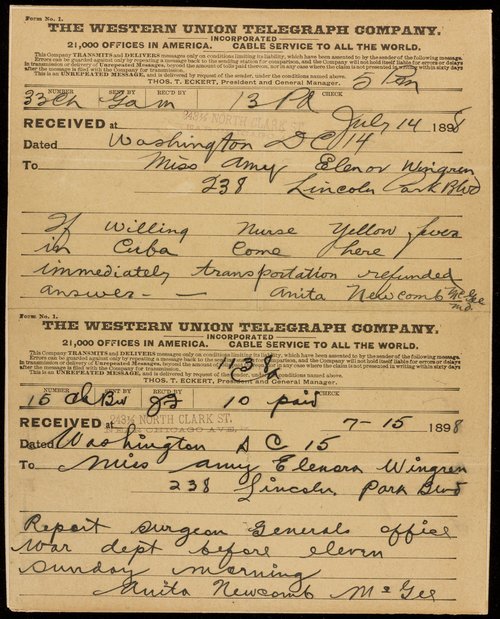 Form No. 1.
THE WESTERN UNION TELEGRAPH COMPANY.
INCORPORATED
21,000 OFFICES IN AMERICA. CABLE SERVICE TO ALL THE WORLD.
This Company TRANSMITS and DELIVERS messages only on conditions limiting its liability, which have been assented to by the sender of the following message.
Errors can be guarded against only by repeating a message back to the sending station for comparison, and the Company will not hold itself liable for errors or delays
in transmission or delivery of Unrepeated Messages, beyond the amount of tolls paid thereon, nor in any case where the claim is not presented in writing within sixty days
after the message is filed with the Company for transmission.
This is an UNREPEATED MESSAGE, and is delivered by request of the sender, under the conditions named above.
THOS. T. ECKERT, President and General Manager.
5 Pm
NUMBER SENT BY REC'D BY CHECK
33 Ch Ga m 13 Pd
243½ NORTH CLARK ST.
RECEIVED at July 14 1898
Dated Washington D C 14
To Miss Amy Elenor Wingren
238 Lincoln Park Blvd
If Willing Nurse Yellow fever
in Cuba Come here
immediately transportation refunded
answer - - Anita Newcomb McGee
M.D.
Form No. 1.
THE WESTERN UNION TELEGRAPH COMPANY.
INCORPORATED
21,000 OFFICES IN AMERICA. CABLE SERVICE TO ALL THE WORLD.
This Company TRANSMITS and DELIVERS messages only on conditions limiting its liability, which have been assented to by the sender of the following message.
Errors can be guarded against only by repeating a message back to the sending station for comparison, and the Company will not hold itself liable for errors or delays
in transmission or delivery of Unrepeated Messages, beyond the amount of tolls paid thereon, nor in any case where the claim is not presented in writing within sixty days
after the message is filed with the Company for transmission.
This is an UNREPEATED MESSAGE, and is delivered by request of the sender, under the conditions named above.
1138a
THOS. T. ECKERT, President and General Manager.
NUMBER SENT BY REC'D BY CHECK
15 Ch 10 paid
243½ NORTH CLARK ST.
RECEIVED at 7-15 1898
NEAR CHICAGO AVE.
Dated Washington D C 15
To Miss Amy Elenora Wingren
238 Lincoln Park Blvd
Report Surgeon Generals office
War dept before eleven
Sunday morning
Anita Newcomb McGee